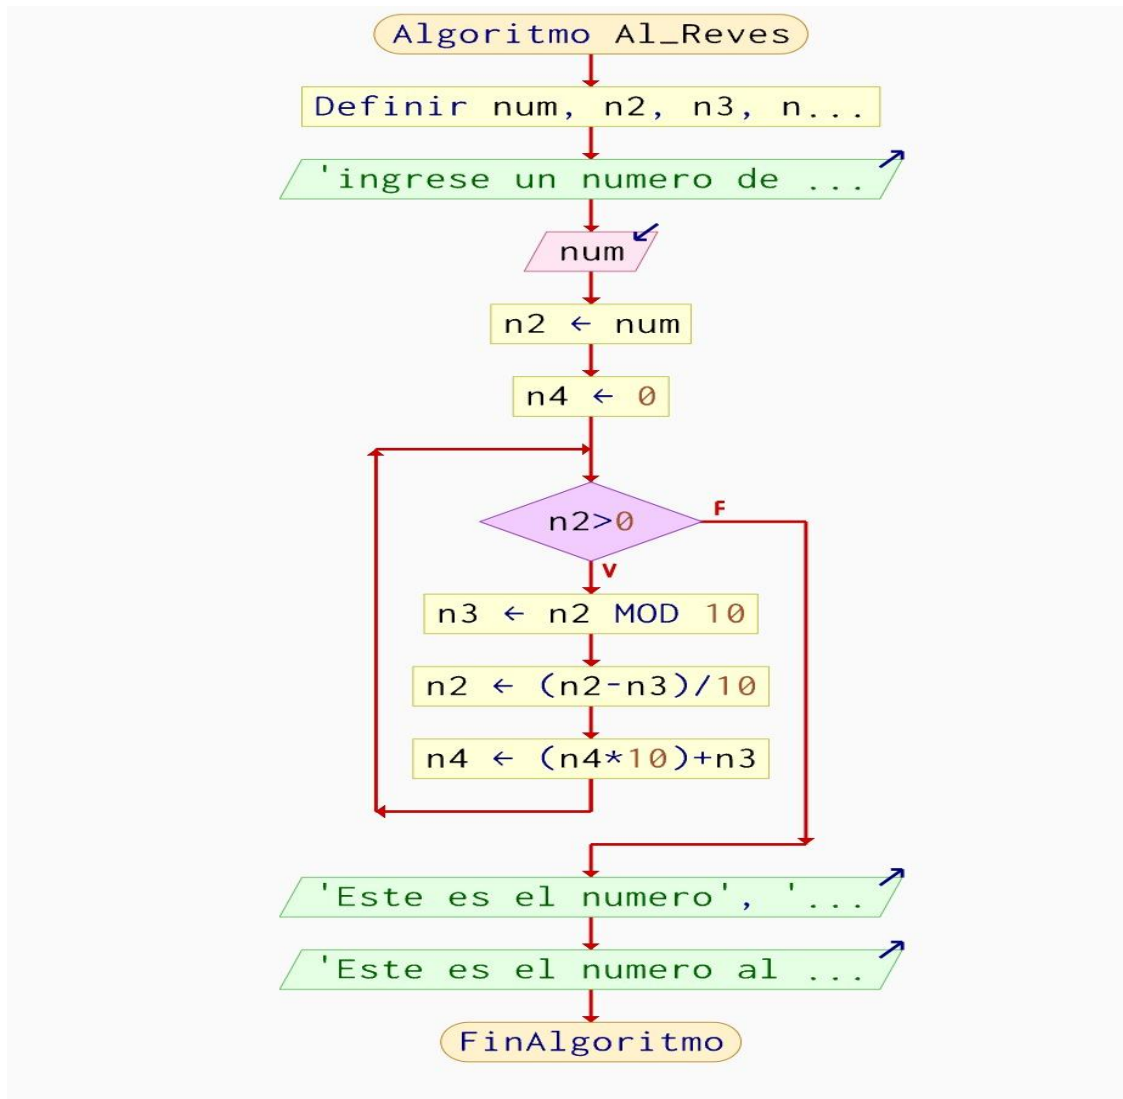 Algoritmo Al_Reves
Definir num, n2, n3, n...
'ingrese un numero de ...
num
n2 ← num
n4 ← 0
n2>0
F
V
n3 ← n2 MOD 10
n2 ← (n2-n3)/10
n4 ← (n4*10)+n3
'Este es el numero', '...
'Este es el numero al ...
FinAlgoritmo